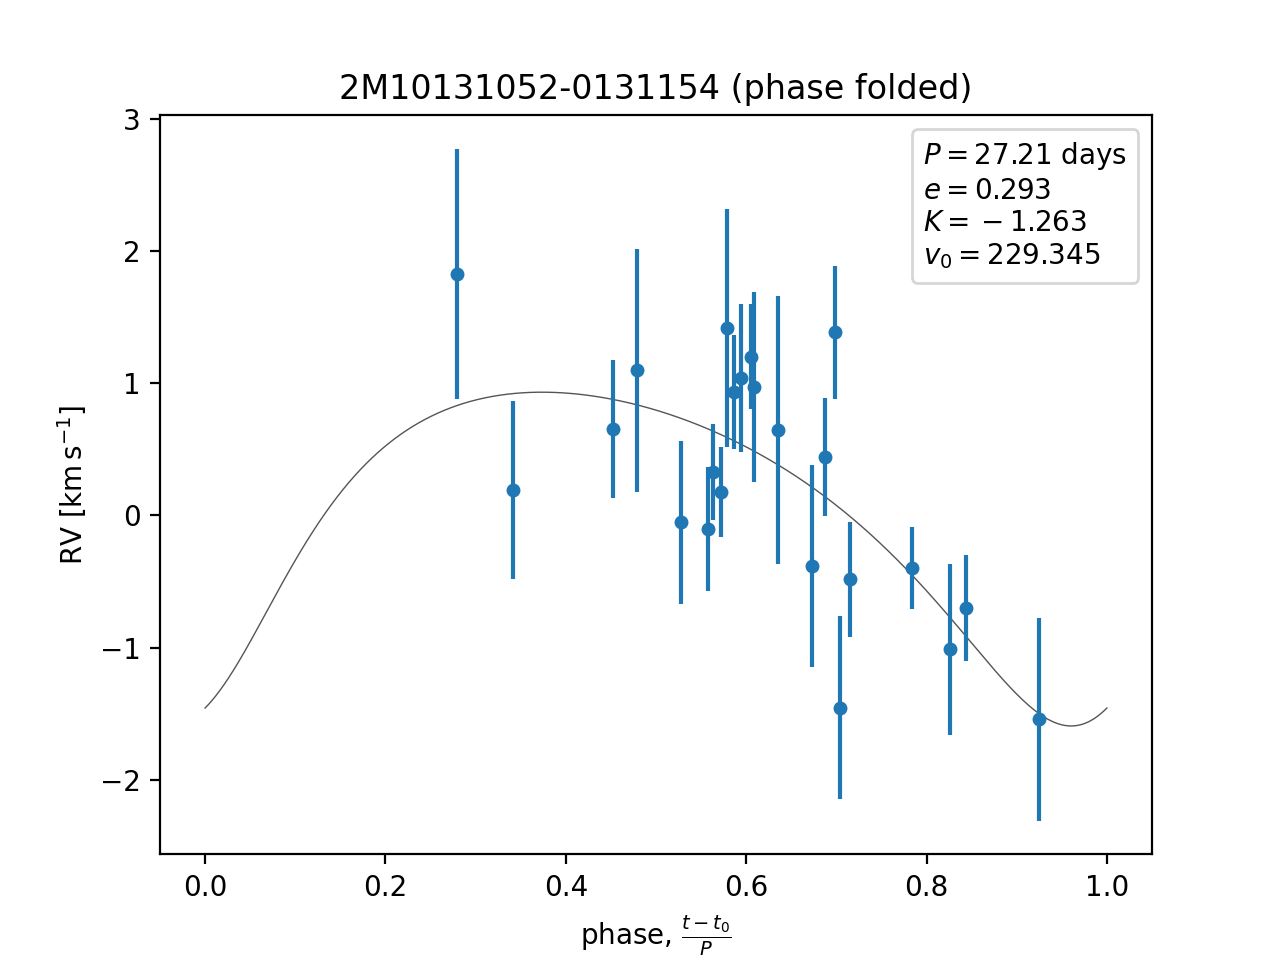 2M10131052-0131154 (phase folded)
P = 27.21 days
e = 0.293
K = −1.263
v₀ = 229.345
3
2
1
0
−1
−2
RV [km s⁻¹]
0.0 0.2 0.4 0.6 0.8 1.0
phase, (t − t₀)/P